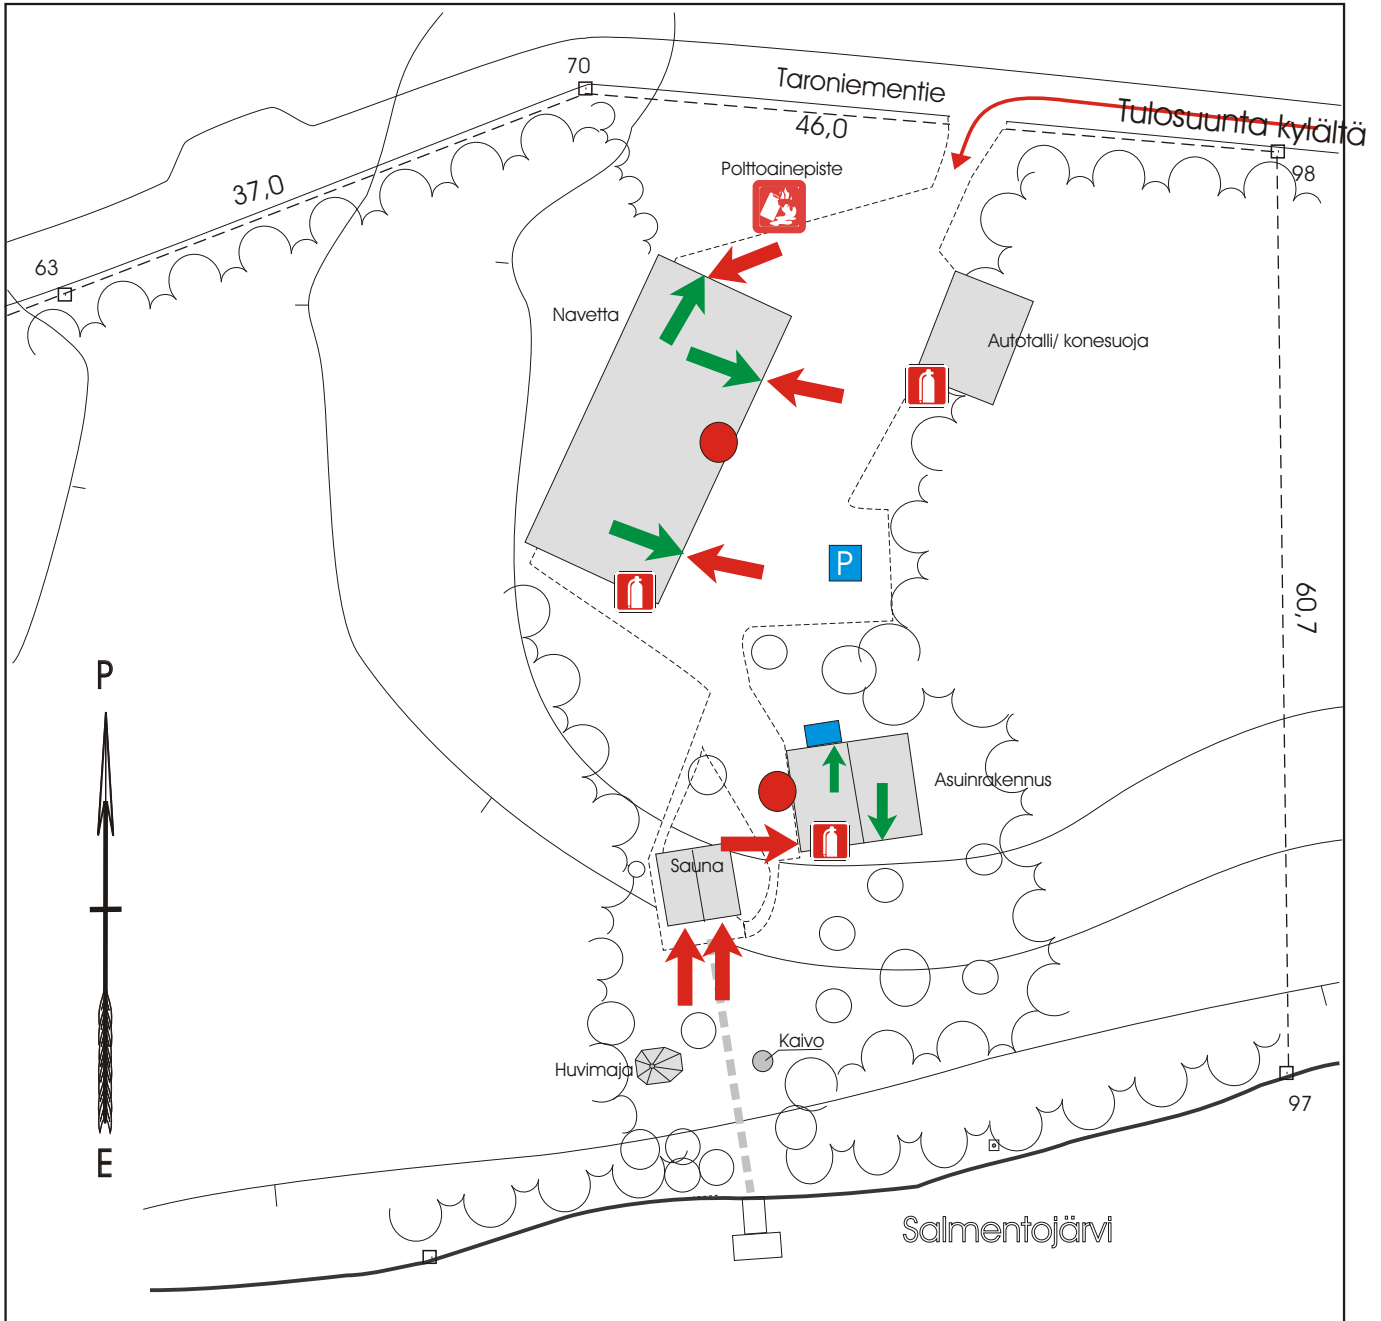 70
Taroniementie
Tulosuunta kylältä
46,0
98
Polttoainepiste
37,0
63
Navetta
Autotalli/ konesuoja
P
60,7
P
Asuinrakennus
Sauna
Kaivo
Huvimaja
97
E
Salmentojärvi